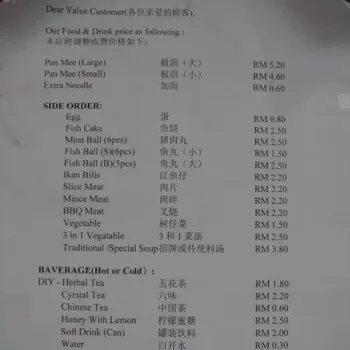 Dear Value Customer(各位亲爱的顾客),
Our Food & Drink price as following :
本店将调整收费价格如下:
Pan Mee (Large) 板面（大） RM 5.20
Pan Mee (Small) 板面（小） RM 4.60
Extra Noodle 加面 RM 0.60
SIDE ORDER:
Egg 蛋 RM 0.80
Fish Cake 鱼饼 RM 2.50
Meat Ball (6pcs) 猪肉丸 RM 2.50
Fish Ball (S)(6pcs) 鱼丸（小） RM 1.50
Fish Ball (B)(5pcs) 鱼丸（大） RM 2.50
Ikan Bilis 江鱼仔 RM 2.20
Slice Meat 肉片 RM 2.20
Mince Meat 肉碎 RM 2.20
BBQ Meat 叉烧 RM 2.20
Vegetable 树仔菜 RM 1.50
3 in 1 Vegatable 3 和 1 菜汤 RM 2.50
Traditional /Special Soup 招牌或传统料汤 RM 3.80
BAVERAGE(Hot or Cold) :
DIY - Herbal Tea 五花茶 RM 1.80
Cyrstal Tea 六味 RM 2.20
Chinese Tea 中国茶 RM 0.60
Honey With Lemon 柠檬蜜糖 RM 2.50
Soft Drink (Can) 罐装饮料 RM 2.00
Water 白开水 RM 0.30